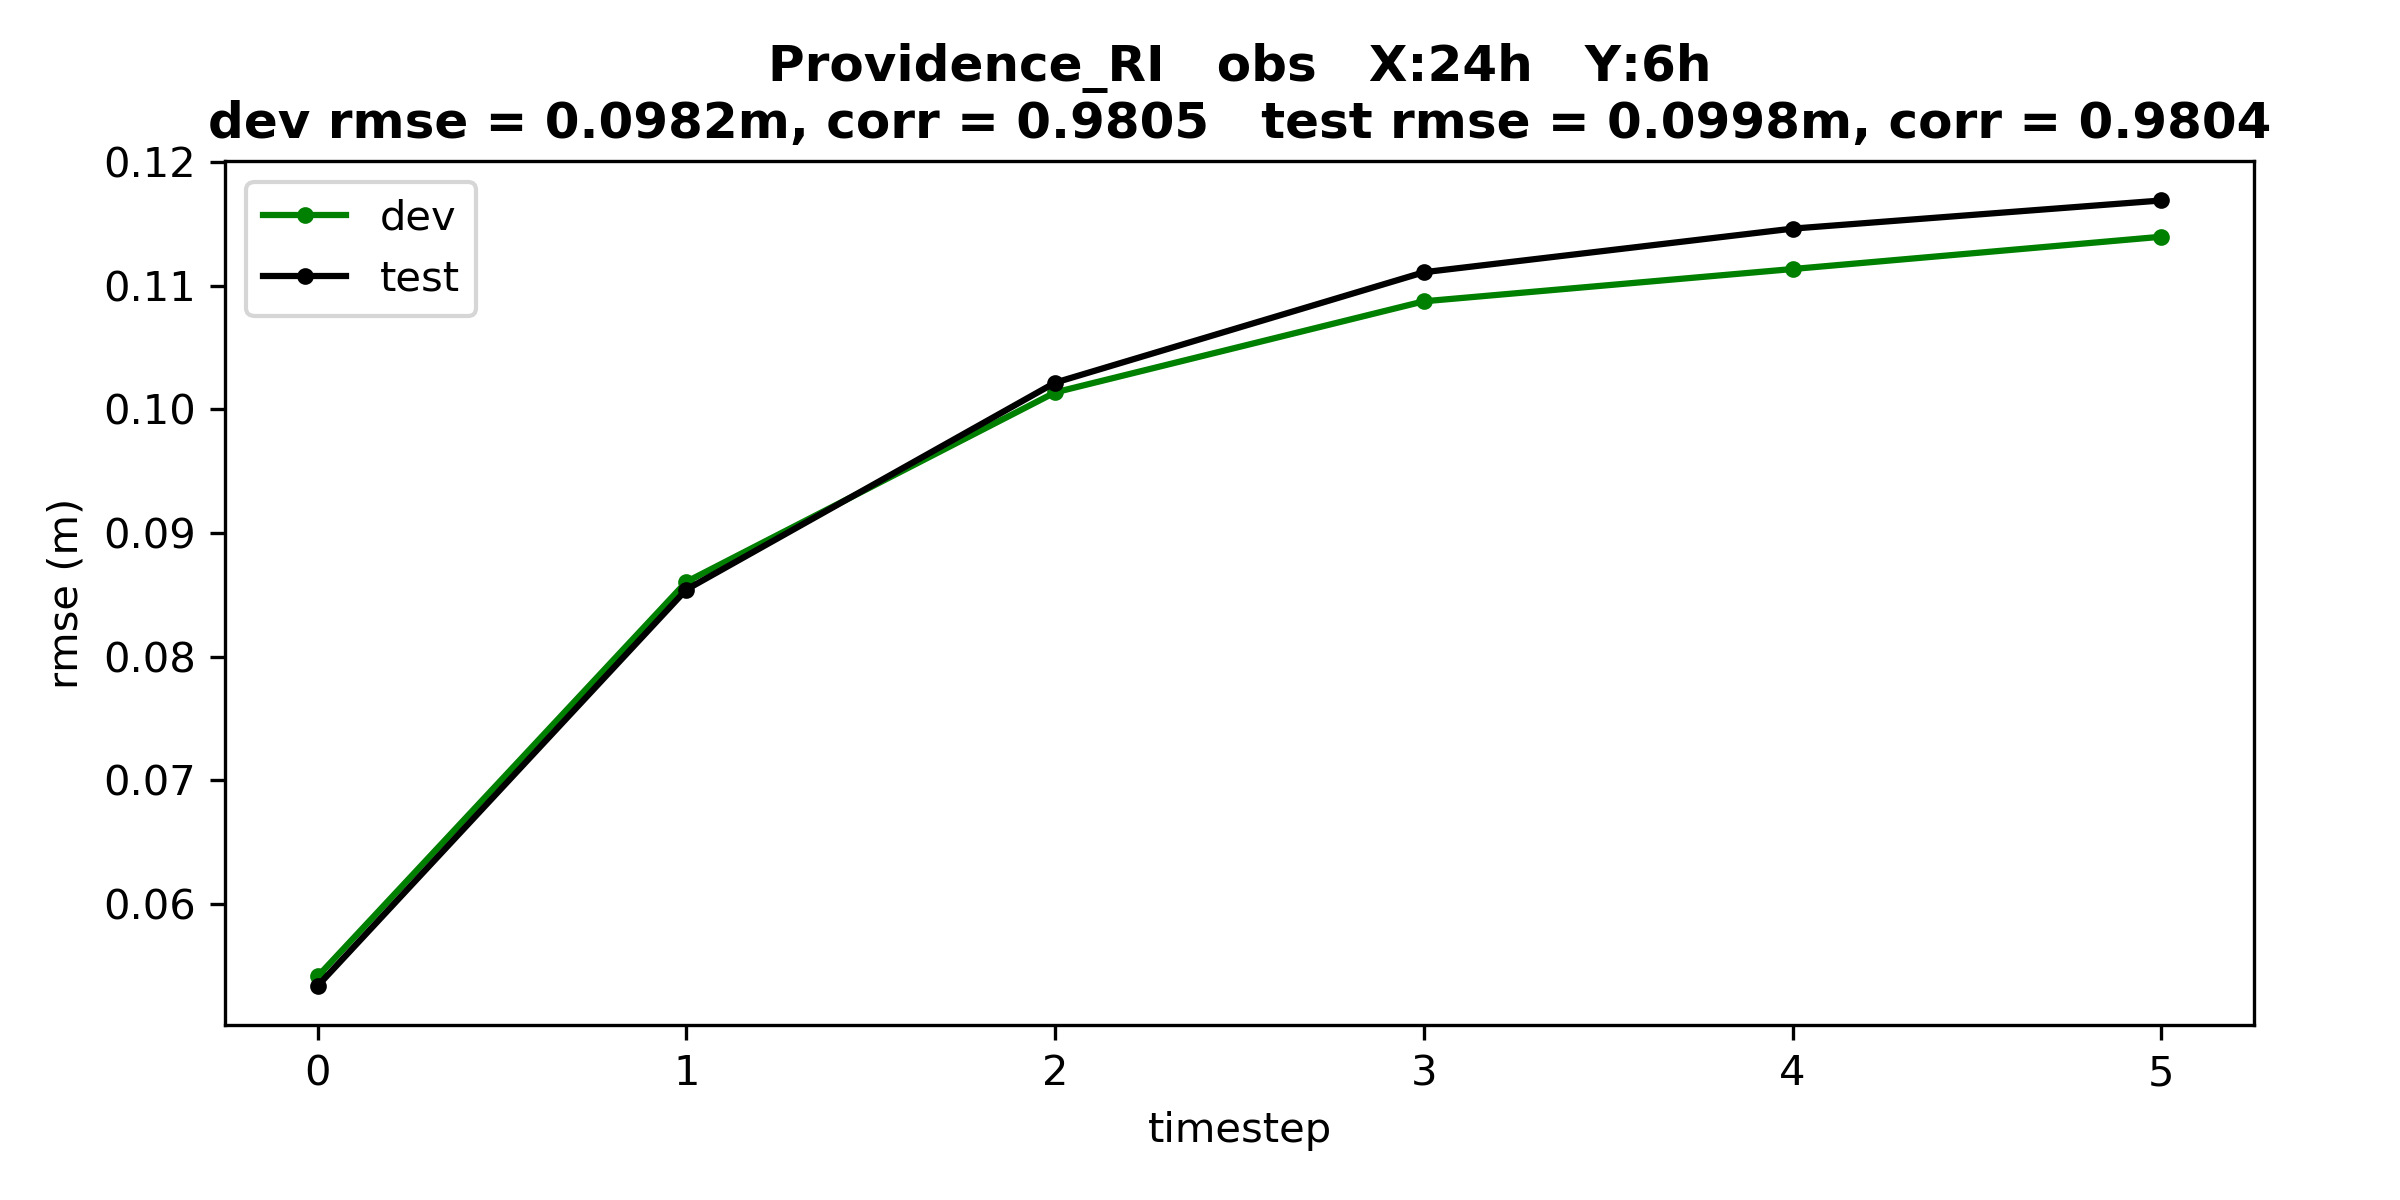 Providence_RI   obs   X:24h   Y:6h
dev rmse = 0.0982m, corr = 0.9805   test rmse = 0.0998m, corr = 0.9804
dev
test
rmse (m)
0.12
0.11
0.10
0.09
0.08
0.07
0.06
0 1 2 3 4 5
timestep